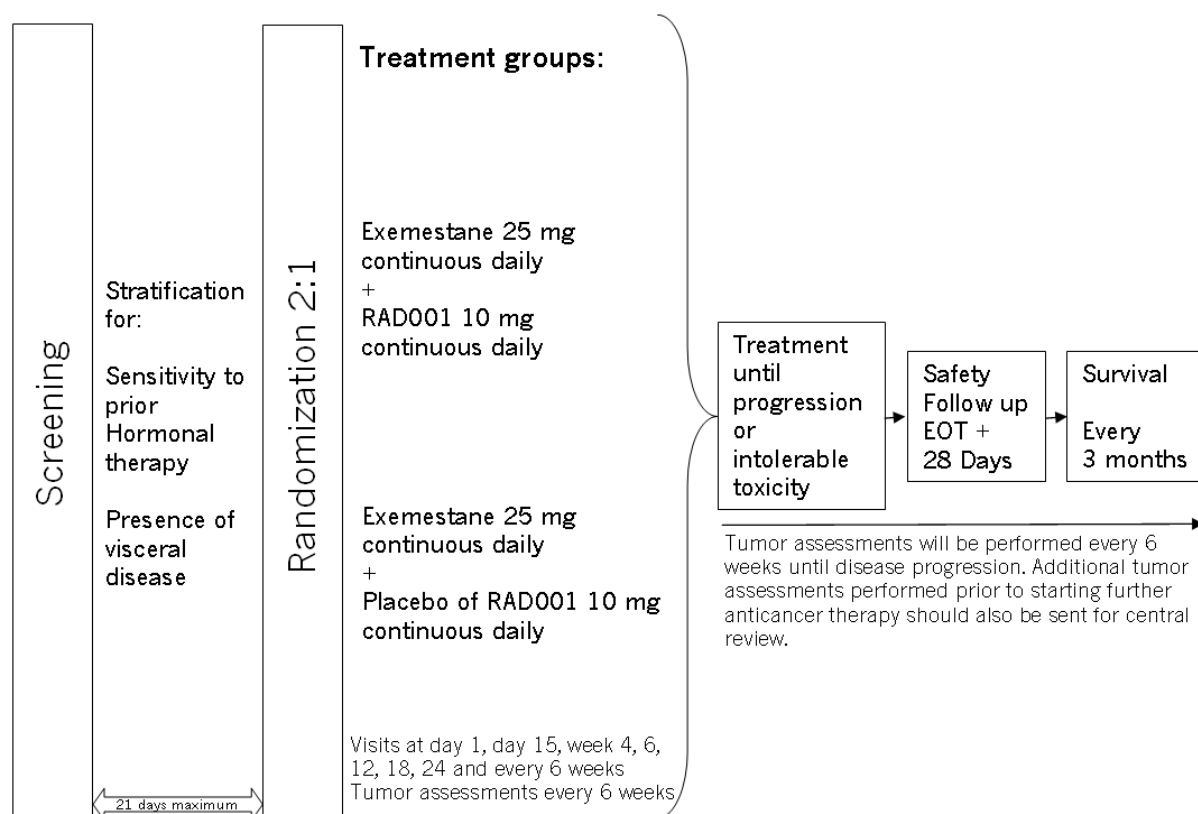 Screening
Stratification
for:
Sensitivity to
prior
Hormonal
therapy
Presence of
visceral
disease
21 days maximum
Randomization 2:1
Treatment groups:
Exemestane 25 mg
continuous daily
+
RAD001 10 mg
continuous daily
Exemestane 25 mg
continuous daily
+
Placebo of RAD001 10 mg
continuous daily
Visits at day 1, day 15, week 4, 6,
12, 18, 24 and every 6 weeks
Tumor assessments every 6 weeks
Treatment
until
progression
or
intolerable
toxicity
Safety
Follow up
EOT +
28 Days
Survival
Every
3 months
Tumor assessments will be performed every 6
weeks until disease progression. Additional tumor
assessments performed prior to starting further
anticancer therapy should also be sent for central
review.